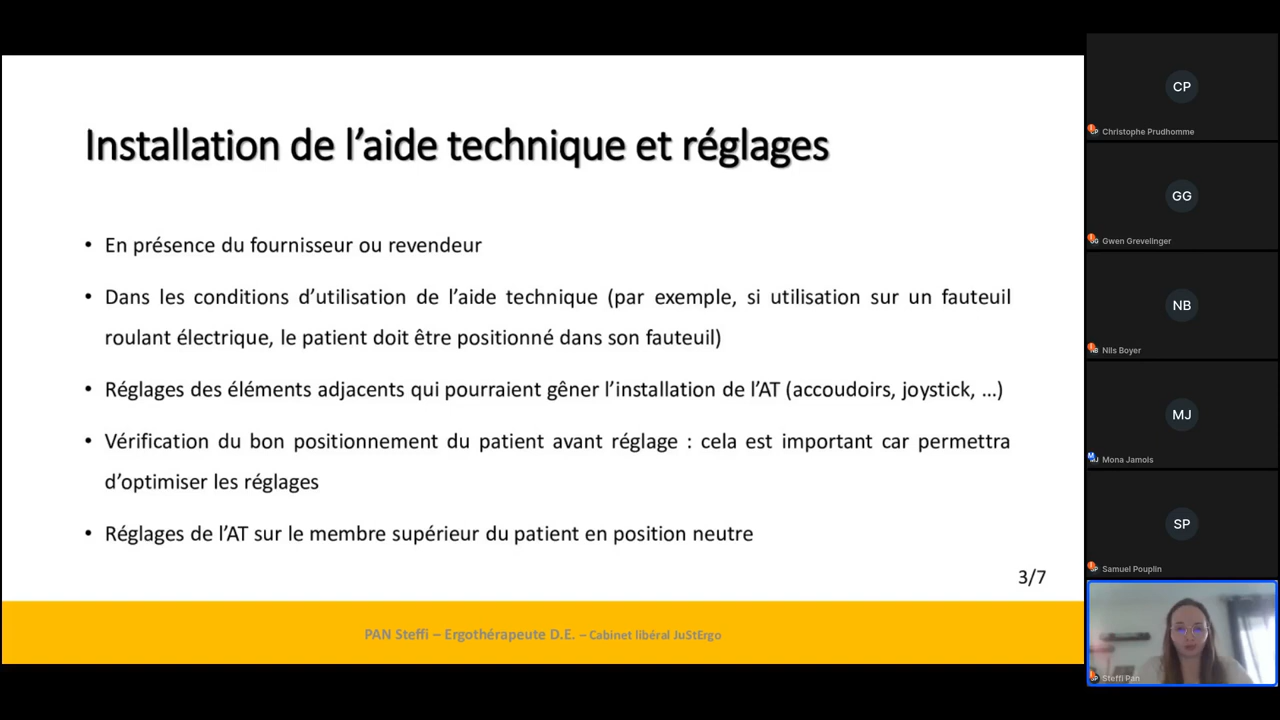 Installation de l’aide technique et réglages
• En présence du fournisseur ou revendeur
• Dans les conditions d’utilisation de l’aide technique (par exemple, si utilisation sur un fauteuil
roulant électrique, le patient doit être positionné dans son fauteuil)
• Réglages des éléments adjacents qui pourraient gêner l’installation de l’AT (accoudoirs, joystick, …)
• Vérification du bon positionnement du patient avant réglage : cela est important car permettra
d’optimiser les réglages
• Réglages de l’AT sur le membre supérieur du patient en position neutre
3/7
PAN Steffi – Ergothérapeute D.E. – Cabinet libéral JuStErgo
CP
Christophe Prudhomme
GG
Gwen Grevelinger
NB
Nils Boyer
MJ
Mona Jamois
SP
Samuel Pouplin
Steffi Pan